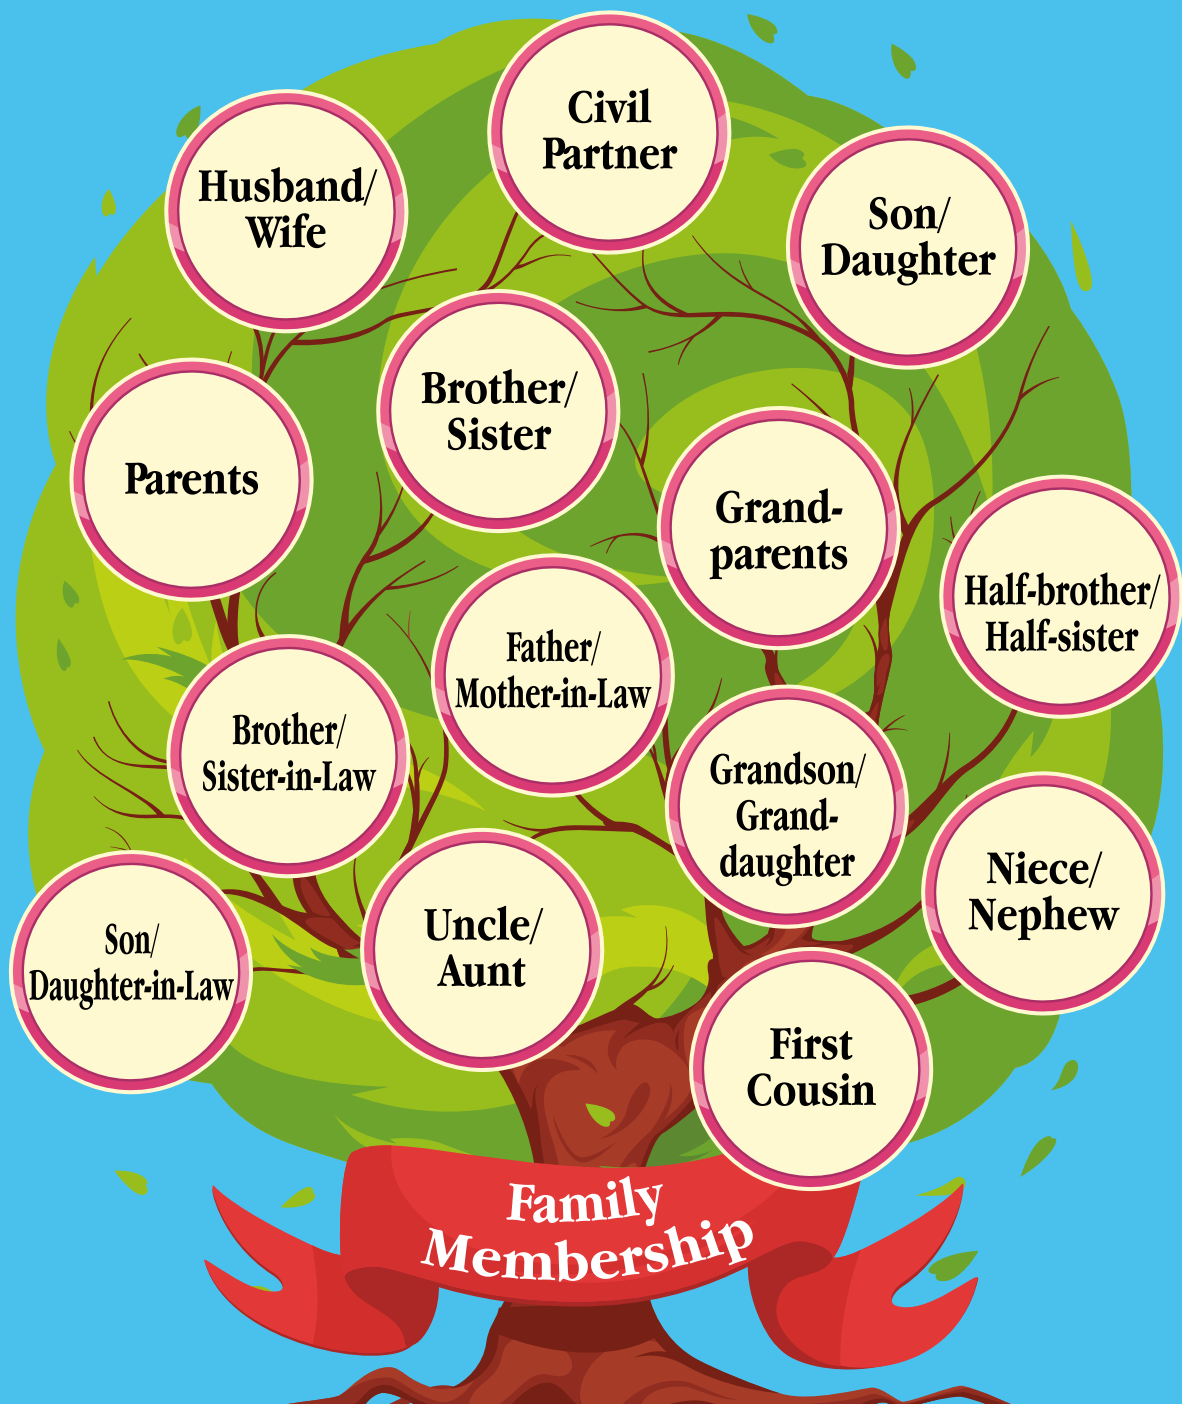 Civil
Partner
Husband/
Wife
Son/
Daughter
Brother/
Sister
Parents
Grand-
parents
Half-brother/
Half-sister
Father/
Mother-in-Law
Brother/
Sister-in-Law
Grandson/
Grand-
daughter
Niece/
Nephew
Son/
Daughter-in-Law
Uncle/
Aunt
First
Cousin
Family
Membership